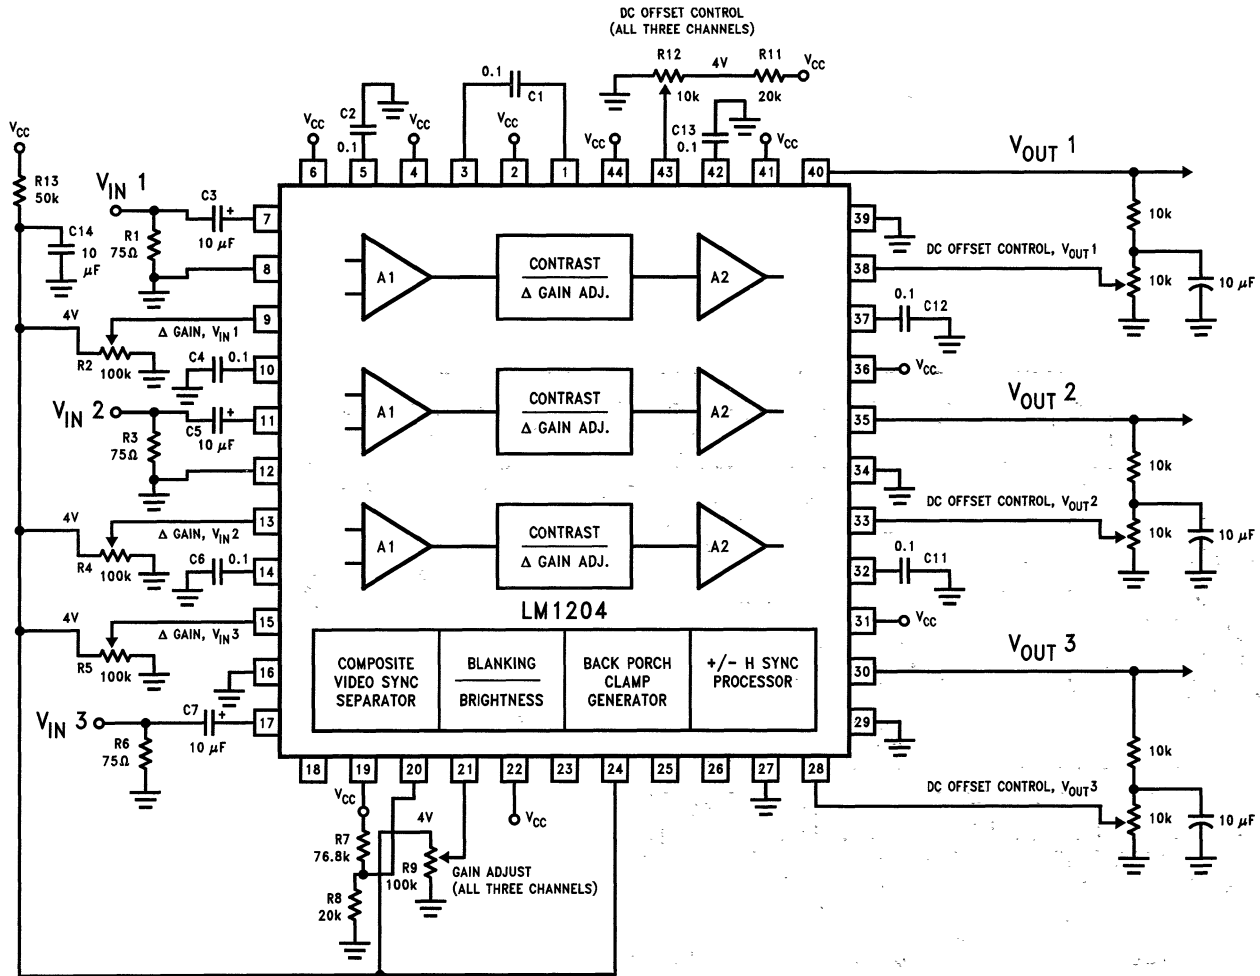 DC OFFSET CONTROL
(ALL THREE CHANNELS)
R12
4V
R11
VCC
10k
20k
0.1
C1
C2
0.1
C13
0.1
VCC
VCC
VCC
VCC
VCC
6
5
4
3
2
1
44
43
42
41
40
VCC
R13
50k
C14
10
μF
VIN 1
R1
75Ω
C3
+
10 μF
7
8
4V
R2
100k
Δ GAIN, VIN1
9
C4
0.1
10
VIN 2
R3
75Ω
C5
+
10 μF
11
12
4V
R4
100k
Δ GAIN, VIN2
13
C6
0.1
14
4V
R5
100k
Δ GAIN, VIN3
15
16
VIN 3
R6
75Ω
C7
+
10 μF
17
A1
CONTRAST
Δ GAIN ADJ.
A2
A1
CONTRAST
Δ GAIN ADJ.
A2
A1
CONTRAST
Δ GAIN ADJ.
A2
LM1204
COMPOSITE
VIDEO SYNC
SEPARATOR
BLANKING
BRIGHTNESS
BACK PORCH
CLAMP
GENERATOR
+/- H SYNC
PROCESSOR
VOUT 1
39
38
DC OFFSET CONTROL, VOUT1
10k
10k
10 μF
37
0.1
C12
36
VCC
VOUT 2
35
34
33
DC OFFSET CONTROL, VOUT2
10k
10k
10 μF
32
0.1
C11
31
VCC
VOUT 3
30
29
DC OFFSET CONTROL, VOUT3
10k
10k
10 μF
18
19
20
21
22
23
24
25
26
27
28
VCC
R7
76.8k
R8
20k
4V
R9
100k
GAIN ADJUST
(ALL THREE CHANNELS)
VCC